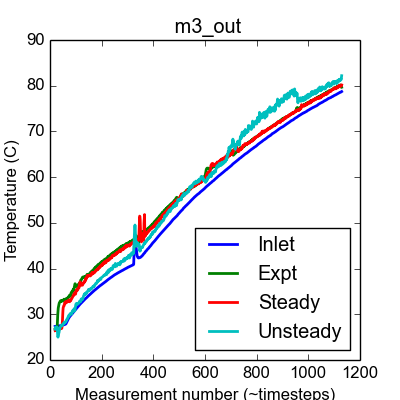 m3_out
90
80
70
60
50
40
30
20
Temperature (C)
Inlet
Expt
Steady
Unsteady
0 200 400 600 800 1000 1200
Measurement number (~timesteps)